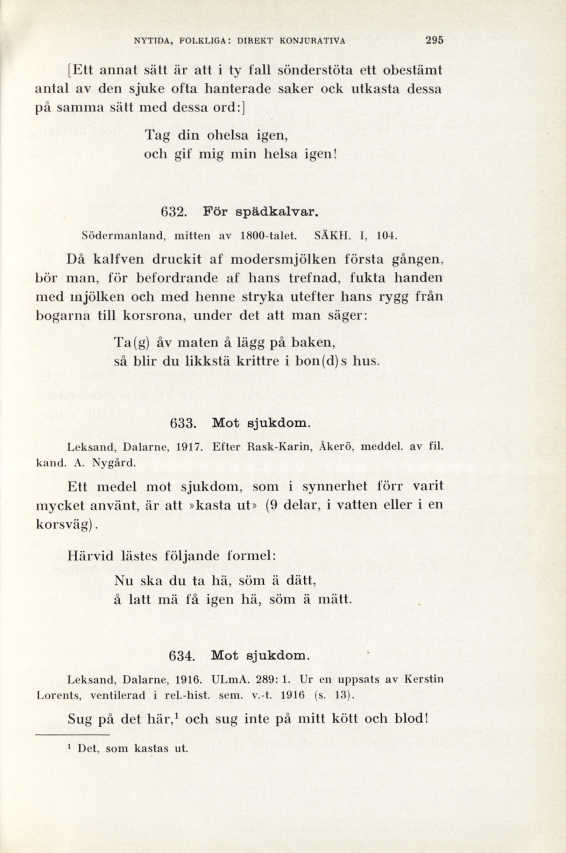 NYTIDA, FOLKLIGA: DIREKT KONJURATIVA 295
[Ett annat sätt är att i ty fall sönderstöta ett obestämt
antal av den sjuke ofta hanterade saker ock utkasta dessa
på samma sätt med dessa ord:]
Tag din ohelsa igen,
och gif mig min helsa igen!
632. För spädkalvar.
Södermanland, mitten av 1800-talet. SÄKH. I, 104.
Då kalfven druckit af modersmjölken första gången,
bör man, för befordrande af hans trefnad, fukta handen
med mjölken och med henne stryka utefter hans rygg från
bogarna till korsrona, under det att man säger:
Ta(g) åv maten å lägg på baken,
så blir du likkstä krittre i bon(d)s hus.
633. Mot sjukdom.
Leksand, Dalarne, 1917. Efter Rask-Karin, Åkerö, meddel. av fil.
kand. A. Nygård.
Ett medel mot sjukdom, som i synnerhet förr varit
mycket använt, är att »kasta ut» (9 delar, i vatten eller i en
korsväg).
Härvid lästes följande formel:
Nu ska du ta hä, söm ä dätt,
å latt mä få igen hä, söm ä mätt.
634. Mot sjukdom.
Leksand, Dalarne, 1916. ULmA. 289: 1. Ur en uppsats av Kerstin
Lorents, ventilerad i rel.-hist. sem. v.-t. 1916 (s. 13).
Sug på det här,¹ och sug inte på mitt kött och blod!
¹ Det, som kastas ut.